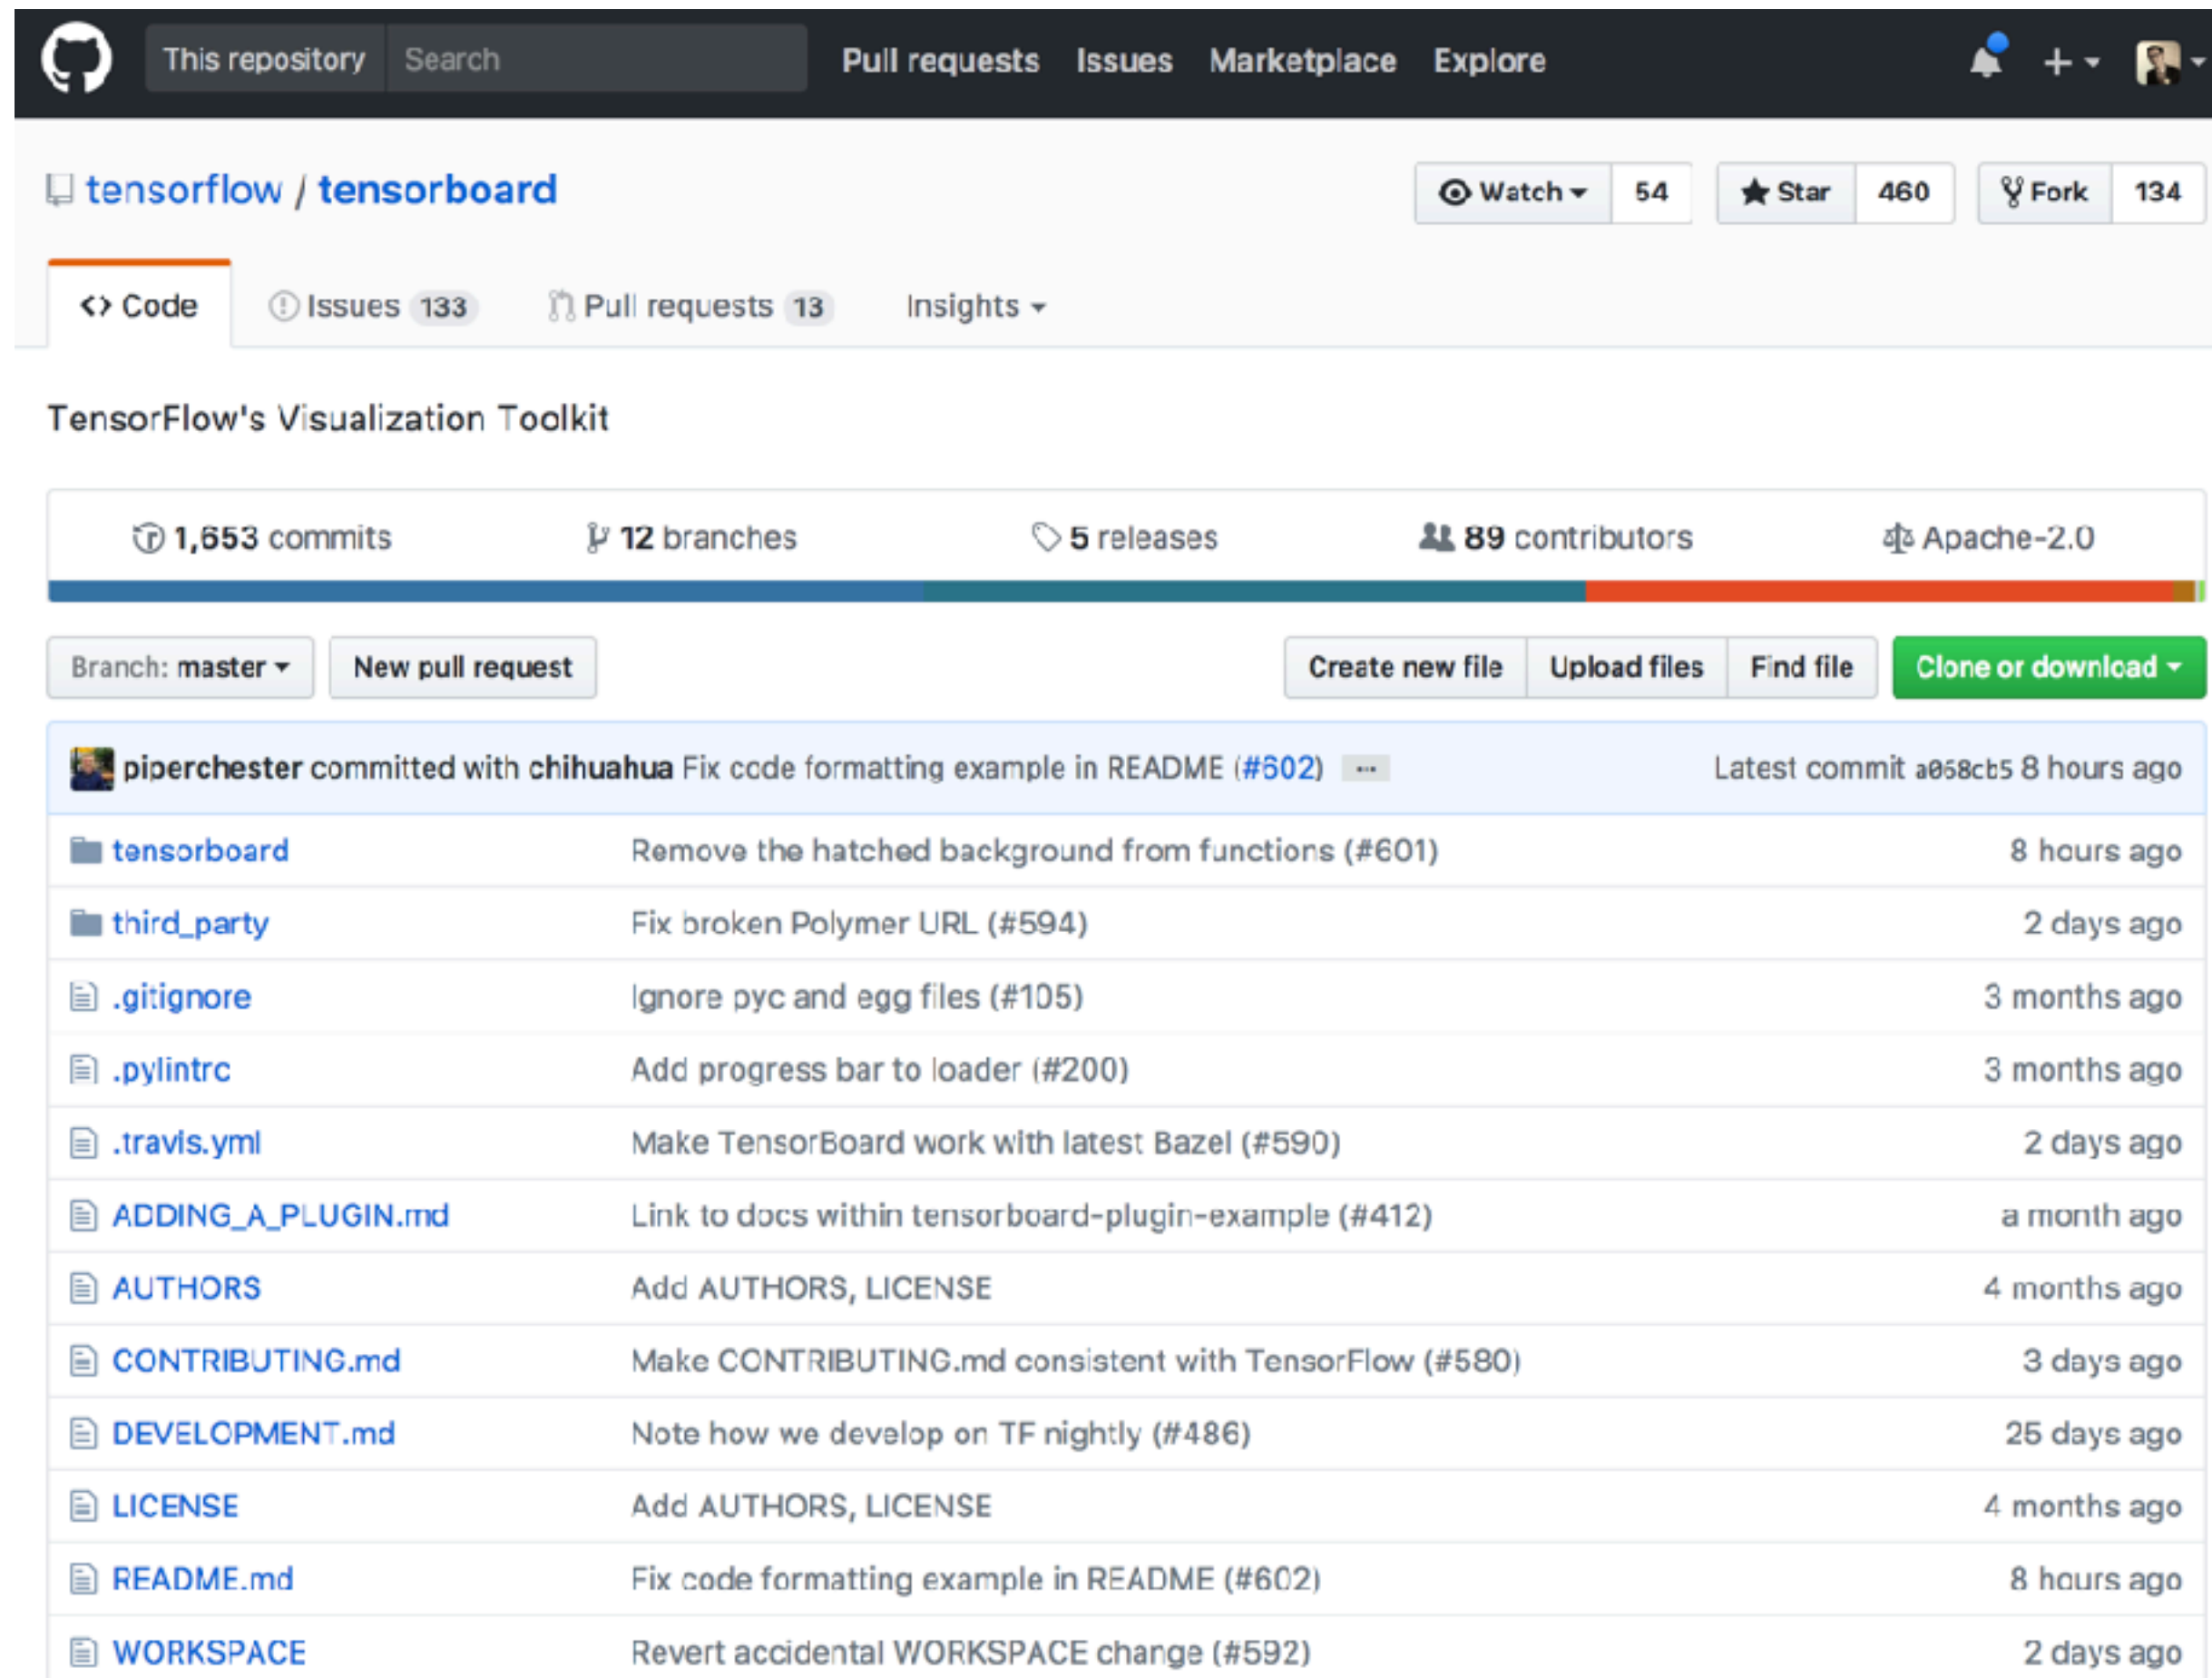 This repository Search Pull requests Issues Marketplace Explore
tensorflow / tensorboard Watch 54 Star 460 Fork 134
<> Code Issues 133 Pull requests 13 Insights
TensorFlow's Visualization Toolkit
1,653 commits 12 branches 5 releases 89 contributors Apache-2.0
Branch: master New pull request Create new file Upload files Find file Clone or download
piperchester committed with chihuahua Fix code formatting example in README (#602) ... Latest commit a068cb5 8 hours ago
tensorboard Remove the hatched background from functions (#601) 8 hours ago
third_party Fix broken Polymer URL (#594) 2 days ago
.gitignore Ignore pyc and egg files (#105) 3 months ago
.pylintrc Add progress bar to loader (#200) 3 months ago
.travis.yml Make TensorBoard work with latest Bazel (#590) 2 days ago
ADDING_A_PLUGIN.md Link to docs within tensorboard-plugin-example (#412) a month ago
AUTHORS Add AUTHORS, LICENSE 4 months ago
CONTRIBUTING.md Make CONTRIBUTING.md consistent with TensorFlow (#580) 3 days ago
DEVELOPMENT.md Note how we develop on TF nightly (#486) 25 days ago
LICENSE Add AUTHORS, LICENSE 4 months ago
README.md Fix code formatting example in README (#602) 8 hours ago
WORKSPACE Revert accidental WORKSPACE change (#592) 2 days ago